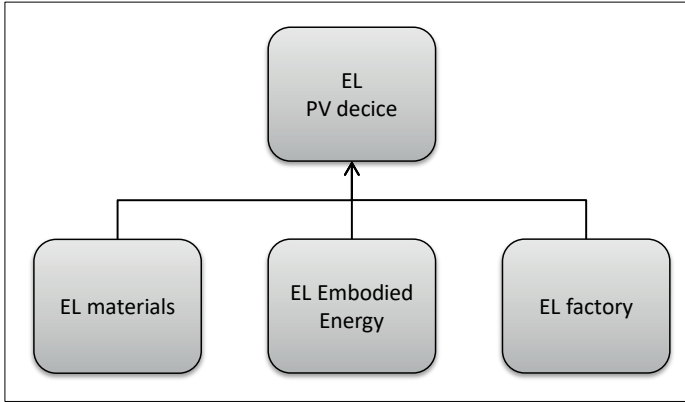 EL
PV decice
EL materials
EL Embodied
Energy
EL factory